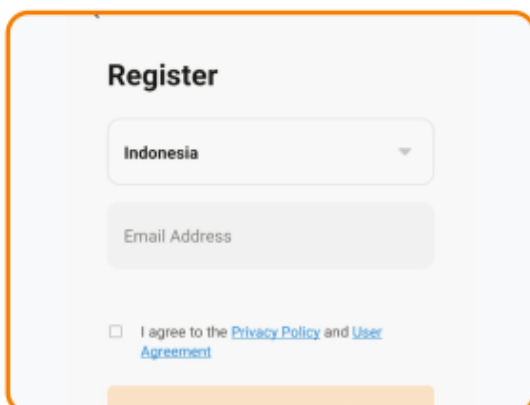 Register
Indonesia
Email Address
I agree to the Privacy Policy and User
Agreement